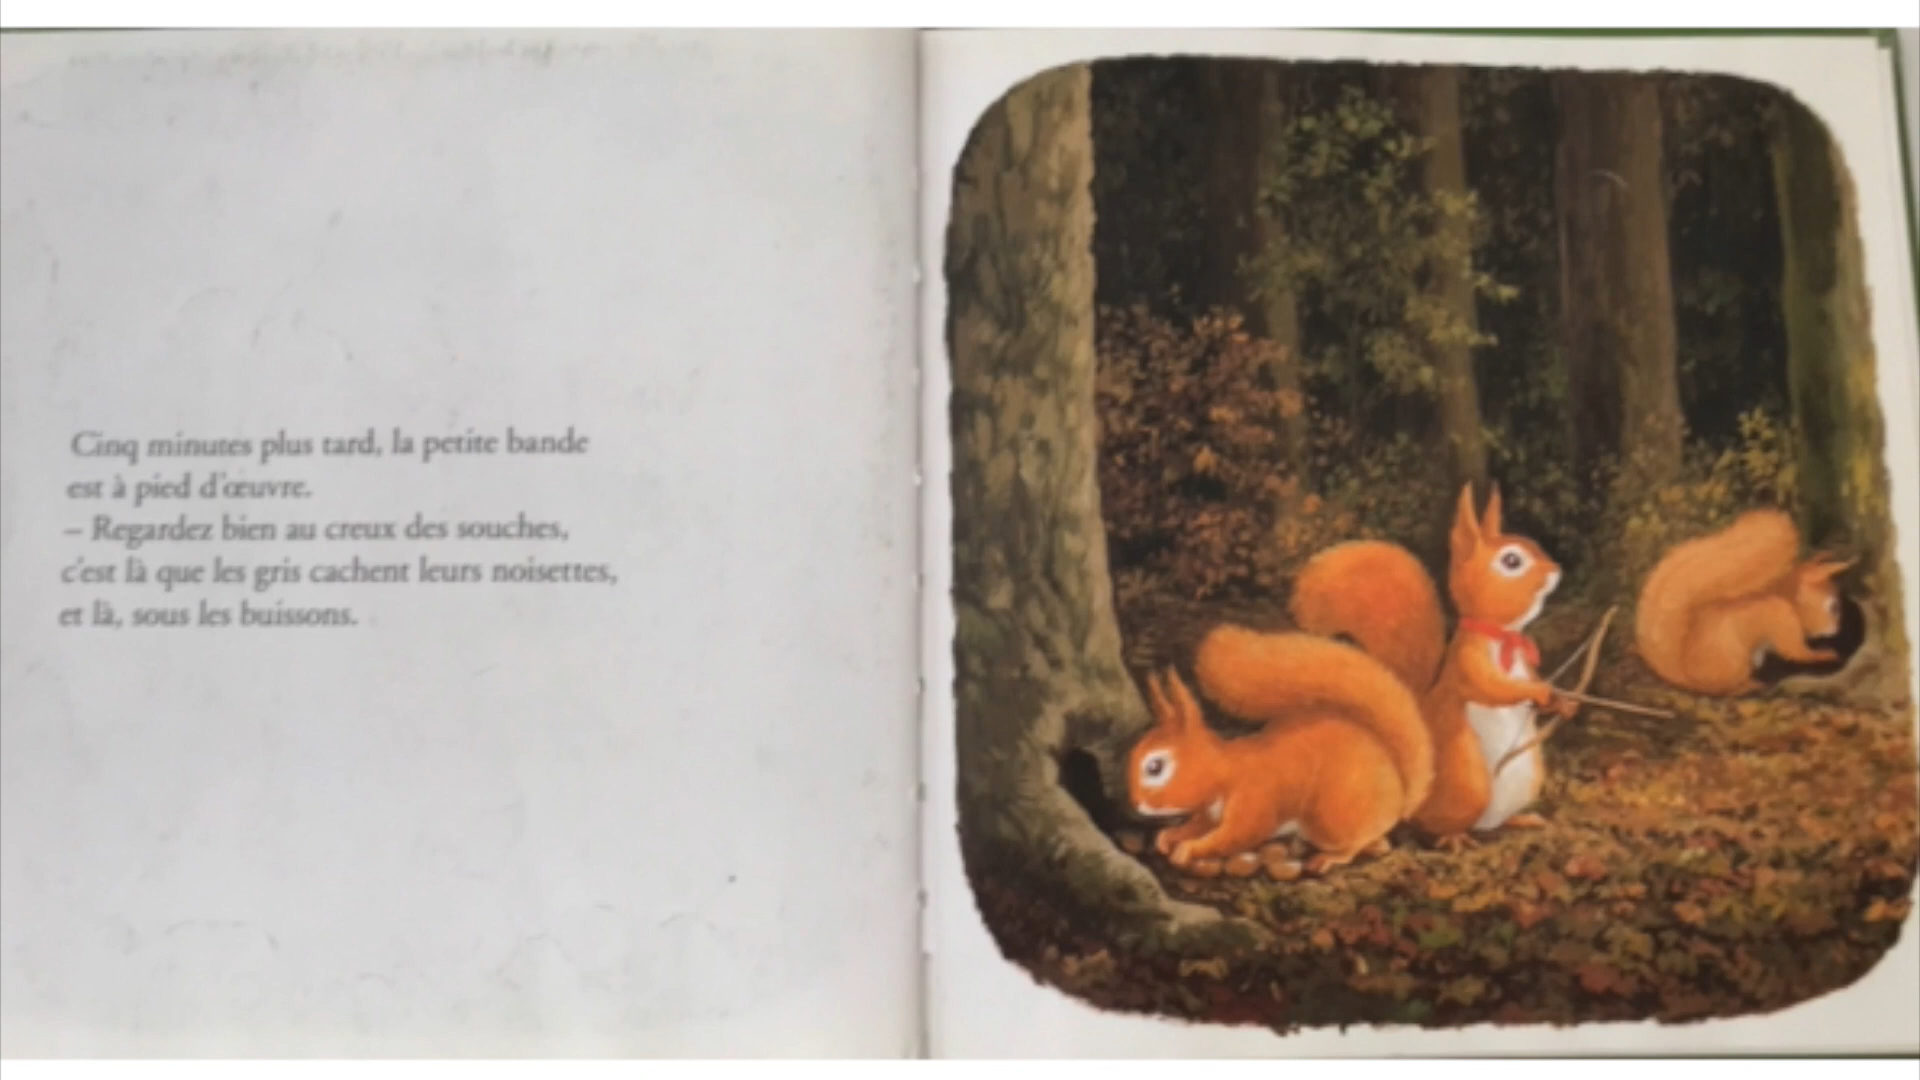 Cinq minutes plus tard, la petite bande
est à pied d'œuvre.
– Regardez bien au creux des souches,
c'est là que les gris cachent leurs noisettes,
et là, sous les buissons.